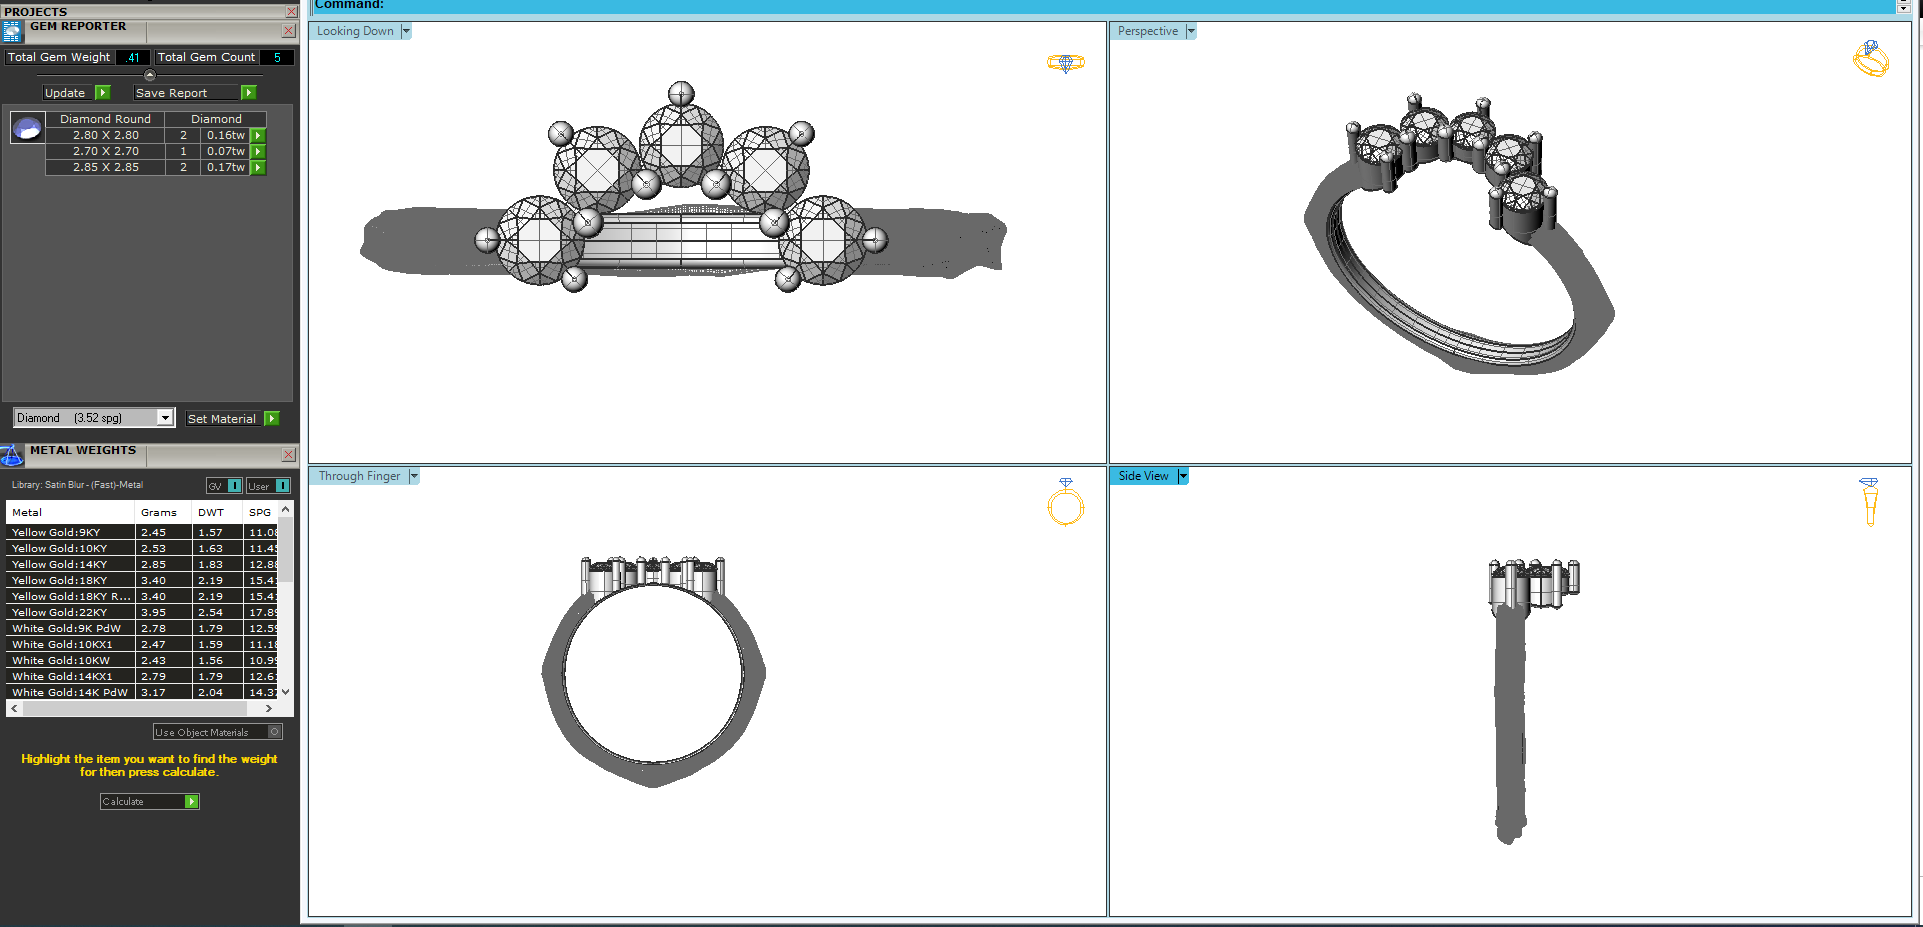 Command:
PROJECTS
GEM REPORTER
Total Gem Weight .41 Total Gem Count 5
Update Save Report
Diamond Round Diamond
2.80 X 2.80 2 0.16tw
2.70 X 2.70 1 0.07tw
2.85 X 2.85 2 0.17tw
Diamond (3.52 spg) Set Material
METAL WEIGHTS
Library: Satin Blur - (Fast)-Metal GV User
Metal Grams DWT SPG
Yellow Gold:9KY 2.45 1.57 11.08
Yellow Gold:10KY 2.53 1.63 11.45
Yellow Gold:14KY 2.85 1.83 12.88
Yellow Gold:18KY 3.40 2.19 15.41
Yellow Gold:18KY R... 3.40 2.19 15.41
Yellow Gold:22KY 3.95 2.54 17.89
White Gold:9K PdW 2.78 1.79 12.59
White Gold:10KX1 2.47 1.59 11.18
White Gold:10KW 2.43 1.56 10.99
White Gold:14KX1 2.79 1.79 12.61
White Gold:14K PdW 3.17 2.04 14.37
Use Object Materials
Highlight the item you want to find the weight
for then press calculate.
Calculate
Looking Down
Perspective
Through Finger
Side View